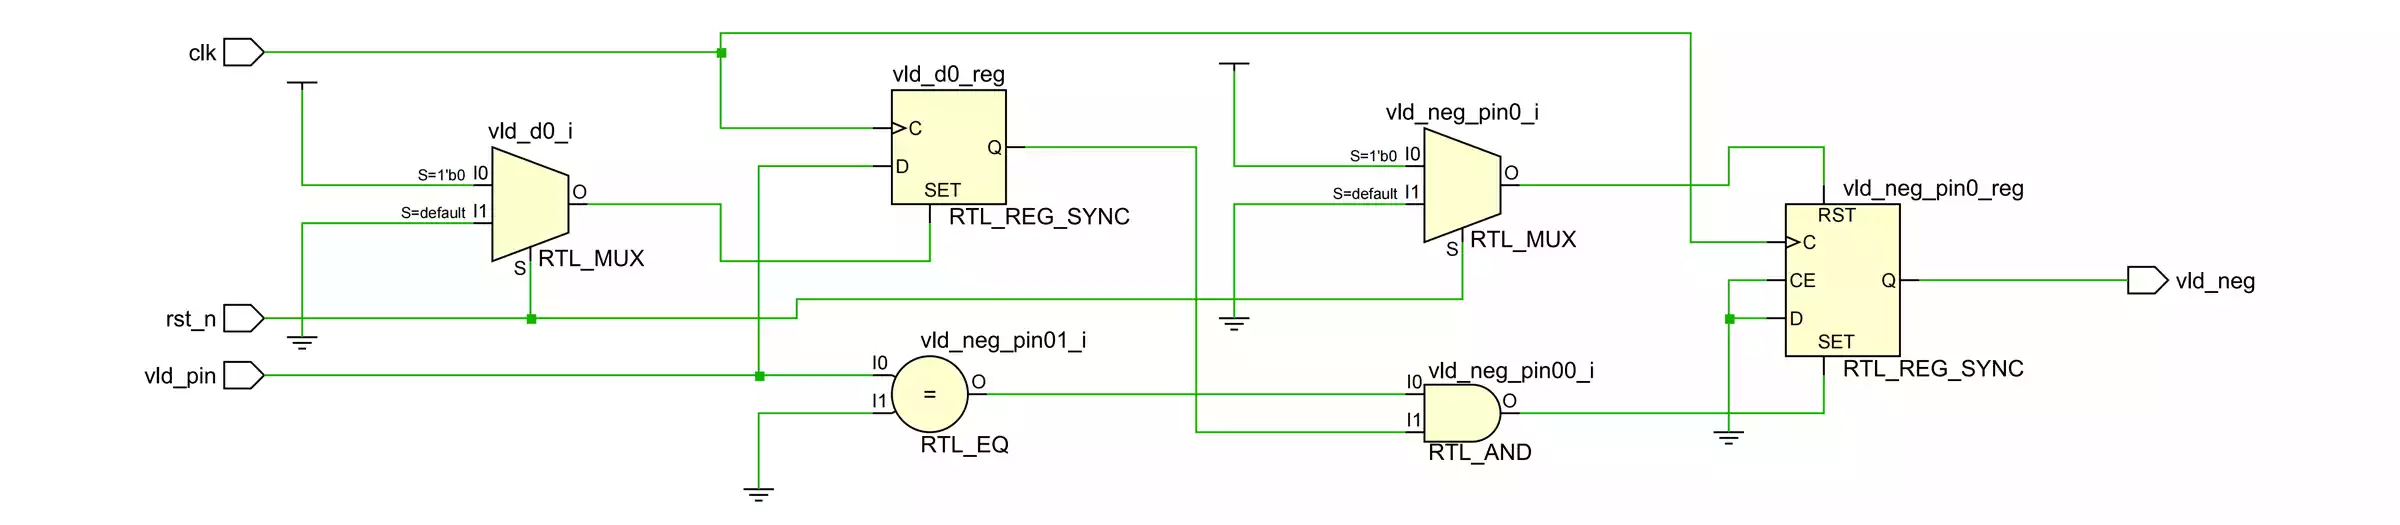 clk
vld_d0_i
S=1'b0 I0
S=default I1
O
S
RTL_MUX
vld_d0_reg
C
D
Q
SET
RTL_REG_SYNC
vld_neg_pin0_i
S=1'b0 I0
S=default I1
O
S
RTL_MUX
vld_neg_pin0_reg
RST
C
CE
D
Q
SET
RTL_REG_SYNC
vld_neg
rst_n
vld_pin
vld_neg_pin01_i
I0
I1
=
O
RTL_EQ
vld_neg_pin00_i
I0
I1
O
RTL_AND